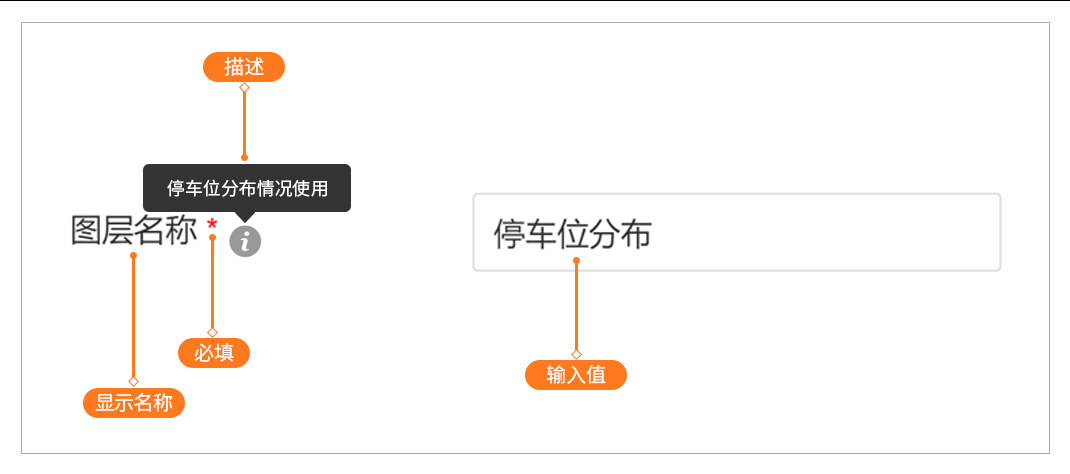 描述
停车位分布情况使用
图层名称 *
停车位分布
必填
输入值
显示名称